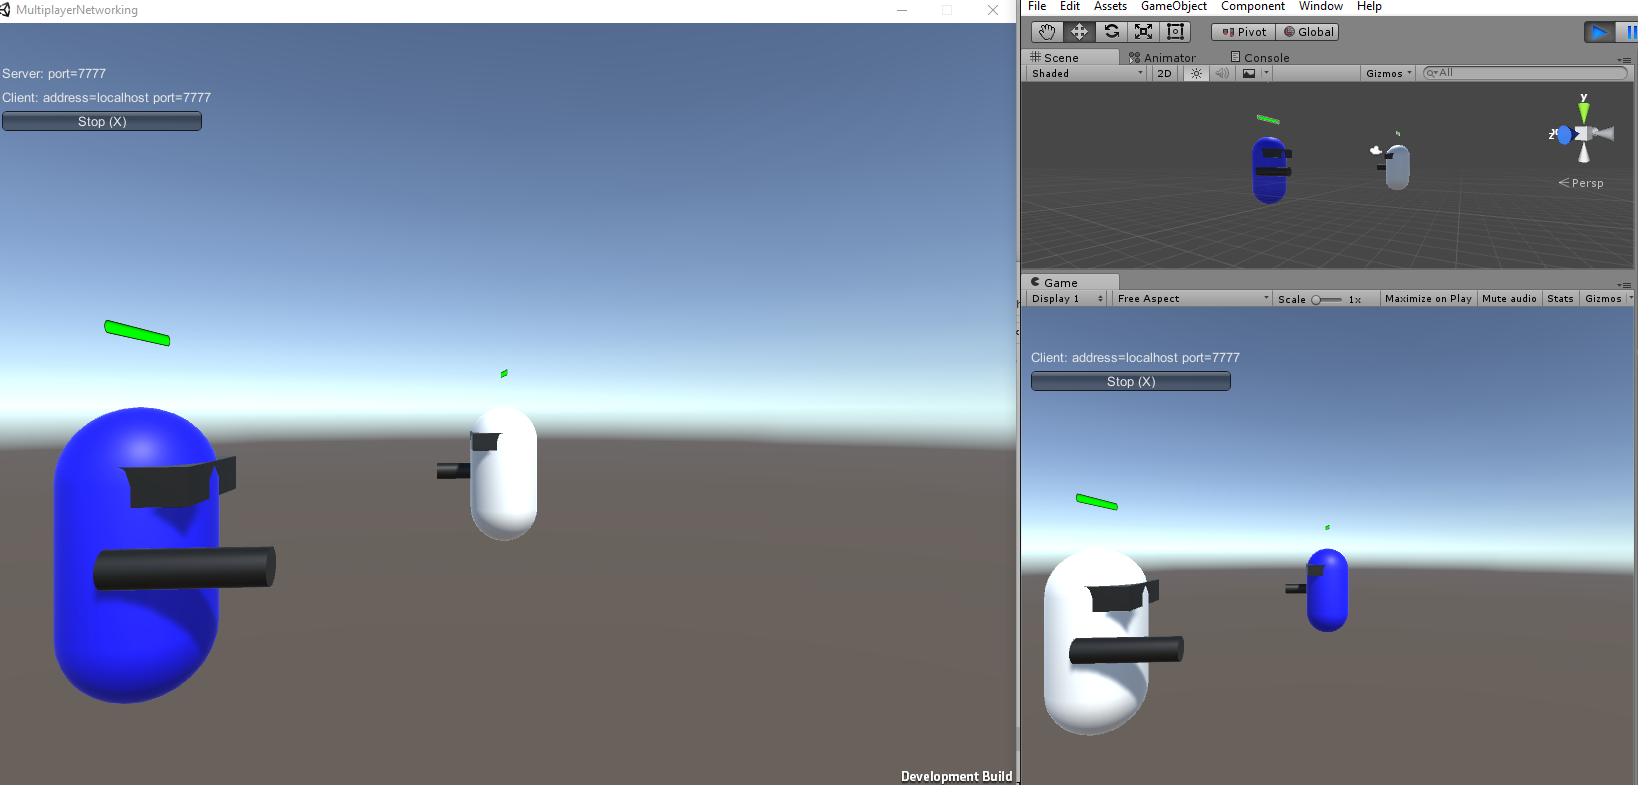 MultiplayerNetworking
Server: port=7777
Client: address=localhost port=7777
Stop (X)
Development Build
File Edit Assets GameObject Component Window Help
Pivot Global
Scene Animator Console
Shaded 2D Gizmos All
y
z
Persp
Game
Display 1 Free Aspect Scale 1x Maximize on Play Mute audio Stats Gizmos
Client: address=localhost port=7777
Stop (X)